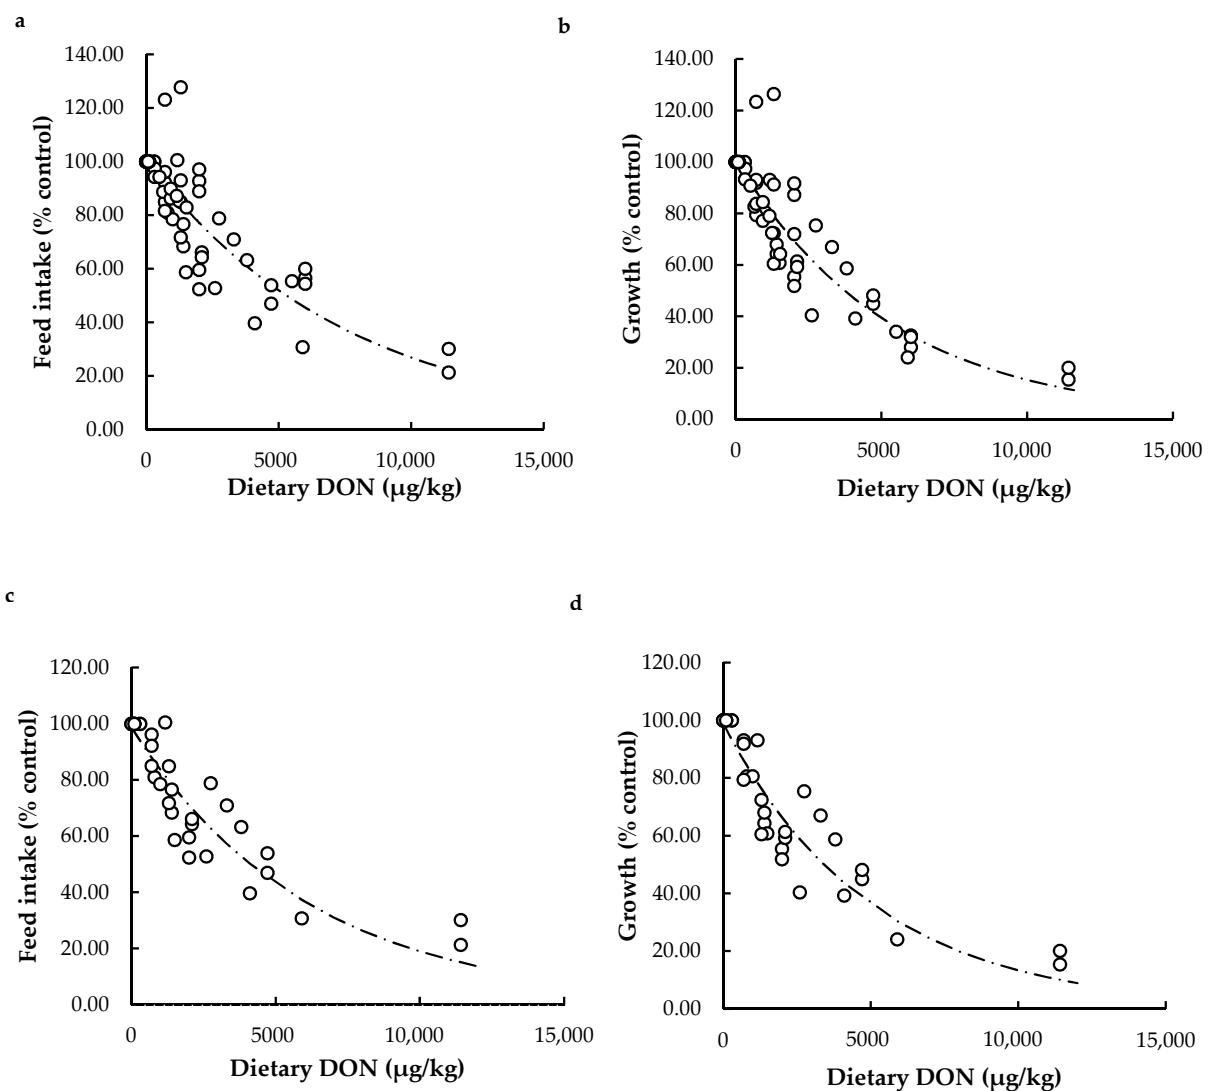 a
140.00
120.00
100.00
80.00
60.00
40.00
20.00
0.00
Feed intake (% control)
0 5000 10,000 15,000
Dietary DON (µg/kg)
b
140.00
120.00
100.00
80.00
60.00
40.00
20.00
0.00
Growth (% control)
0 5000 10,000 15,000
Dietary DON (µg/kg)
c
120.00
100.00
80.00
60.00
40.00
20.00
0.00
Feed intake (% control)
0 5000 10,000 15,000
Dietary DON (µg/kg)
d
120.00
100.00
80.00
60.00
40.00
20.00
0.00
Growth (% control)
0 5000 10,000 15,000
Dietary DON (µg/kg)